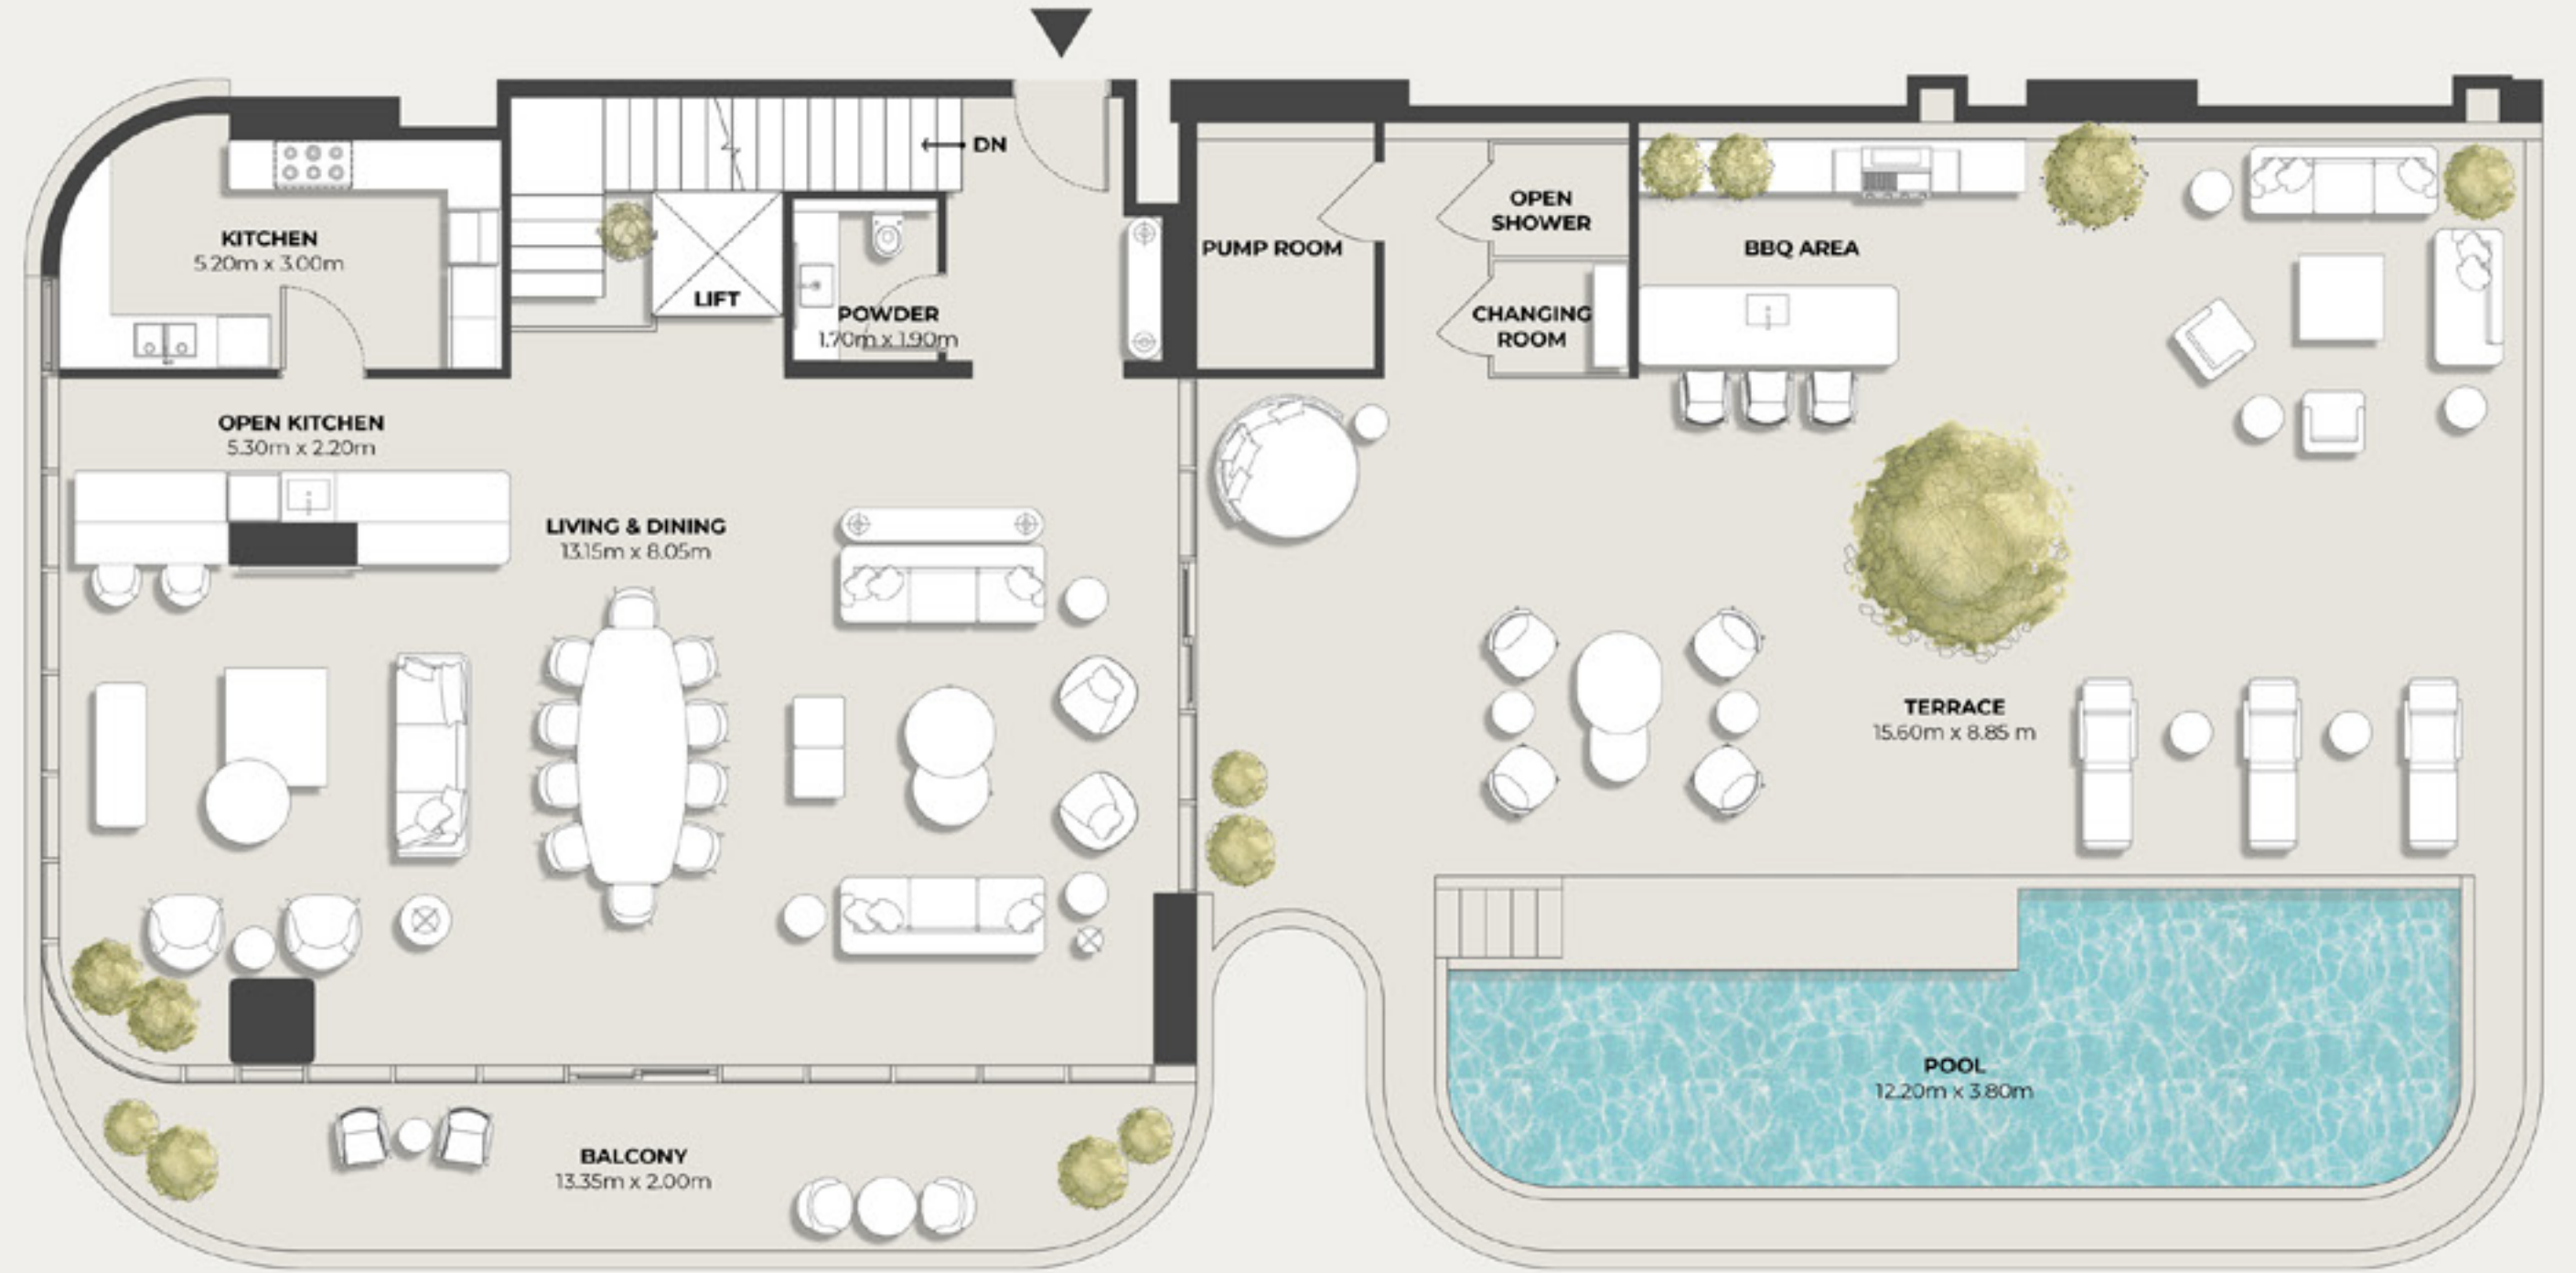 DN
OPEN
SHOWER
KITCHEN
5.20m x 3.00m
PUMP ROOM
BBQ AREA
LIFT
POWDER
1.70m x 1.90m
CHANGING
ROOM
OPEN KITCHEN
5.30m x 2.20m
LIVING & DINING
13.15m x 8.05m
TERRACE
15.60m x 8.85 m
POOL
12.20m x 3.80m
BALCONY
13.35m x 2.00m